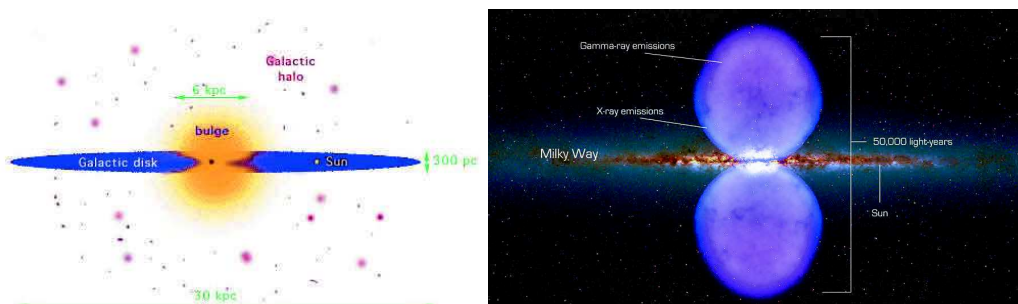 Galactic
halo
6 kpc
bulge
Galactic disk
Sun
300 pc
30 kpc
Gamma-ray emissions
X-ray emissions
Milky Way
50,000 light-years
Sun